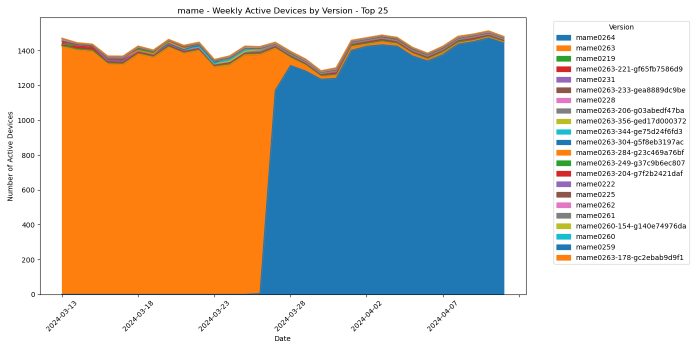 mame - Weekly Active Devices by Version - Top 25
Number of Active Devices
1400
1200
1000
800
600
400
200
0
2024-03-13
2024-03-18
2024-03-23
2024-03-28
2024-04-02
2024-04-07
Date
Version
mame0264
mame0263
mame0219
mame0263-221-gf65fb7586d9
mame0231
mame0263-233-gea8889dc9be
mame0228
mame0263-206-g03abedf47ba
mame0263-356-ged17d000372
mame0263-344-ge75d24f6fd3
mame0263-304-g5f8eb3197ac
mame0263-284-g23c469a76bf
mame0263-249-g37c9b6ec807
mame0263-204-g7f2b2421daf
mame0222
mame0225
mame0262
mame0261
mame0260-154-g140e74976da
mame0260
mame0259
mame0263-178-gc2ebab9d9f1